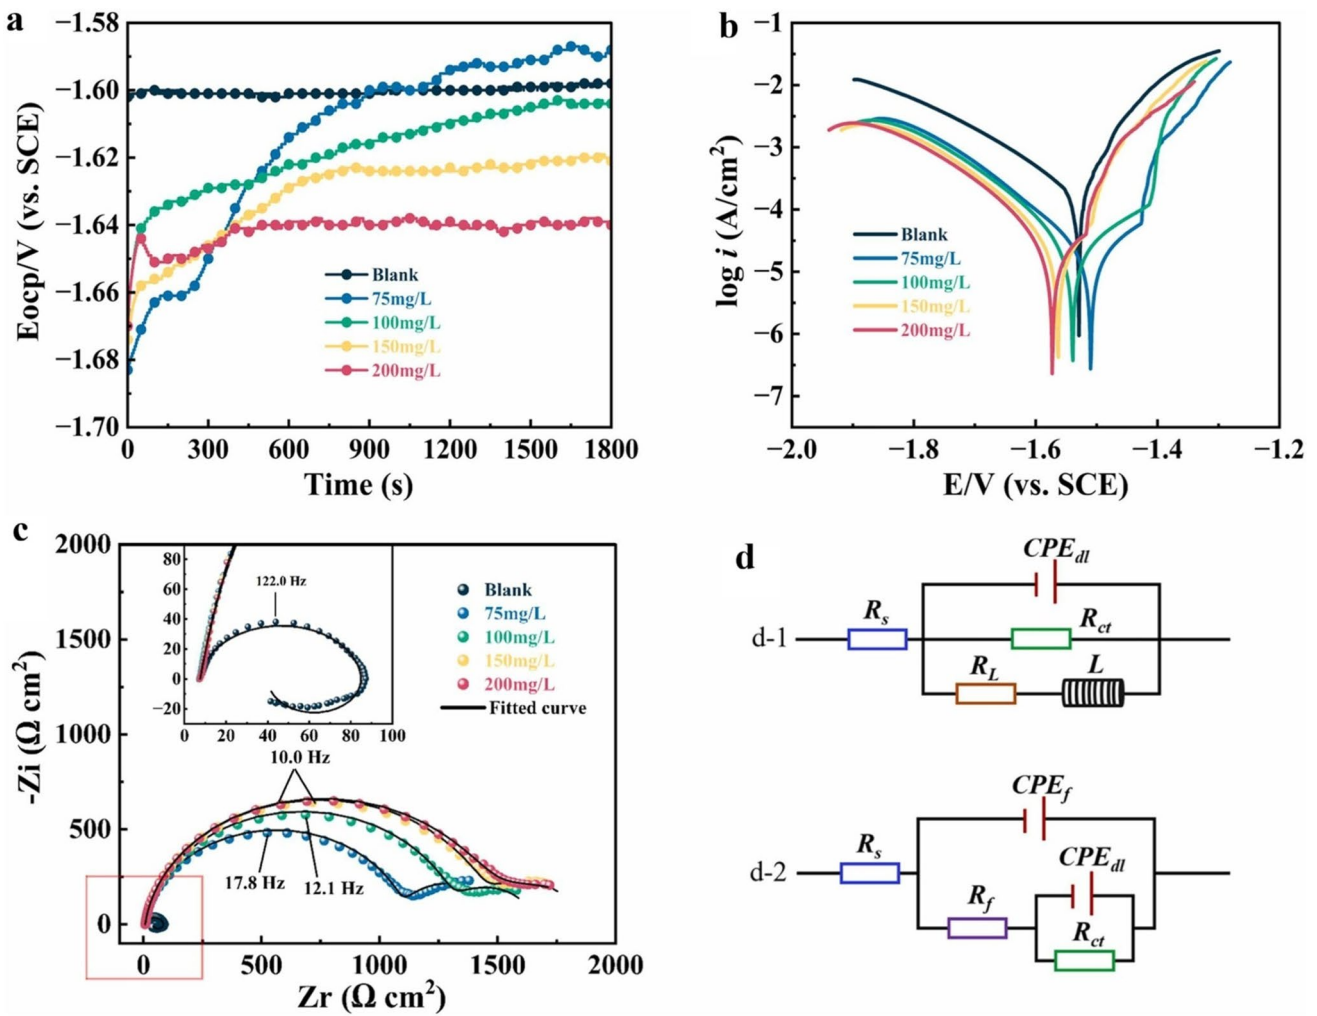 a
−1.58
−1.60
−1.62
−1.64
−1.66
−1.68
−1.70
Eocp/V (vs. SCE)
Blank
75mg/L
100mg/L
150mg/L
200mg/L
0 300 600 900 1200 1500 1800
Time (s)
b
−1
−2
−3
−4
−5
−6
−7
log i (A/cm²)
Blank
75mg/L
100mg/L
150mg/L
200mg/L
−2.0 −1.8 −1.6 −1.4 −1.2
E/V (vs. SCE)
c
2000
1500
1000
500
0
-Zi (Ω cm²)
80
60
40
20
0
−20
122.0 Hz
0 20 40 60 80 100
Blank
75mg/L
100mg/L
150mg/L
200mg/L
Fitted curve
10.0 Hz
17.8 Hz
12.1 Hz
0 500 1000 1500 2000
Zr (Ω cm²)
d
CPEdl
Rs
Rct
d-1
RL
L
CPEf
Rs
CPEdl
d-2
Rf
Rct